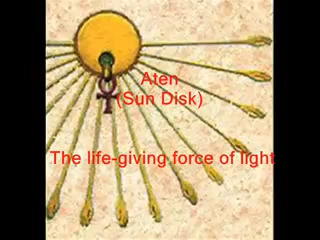 Aten
(Sun Disk)
The life-giving force of light